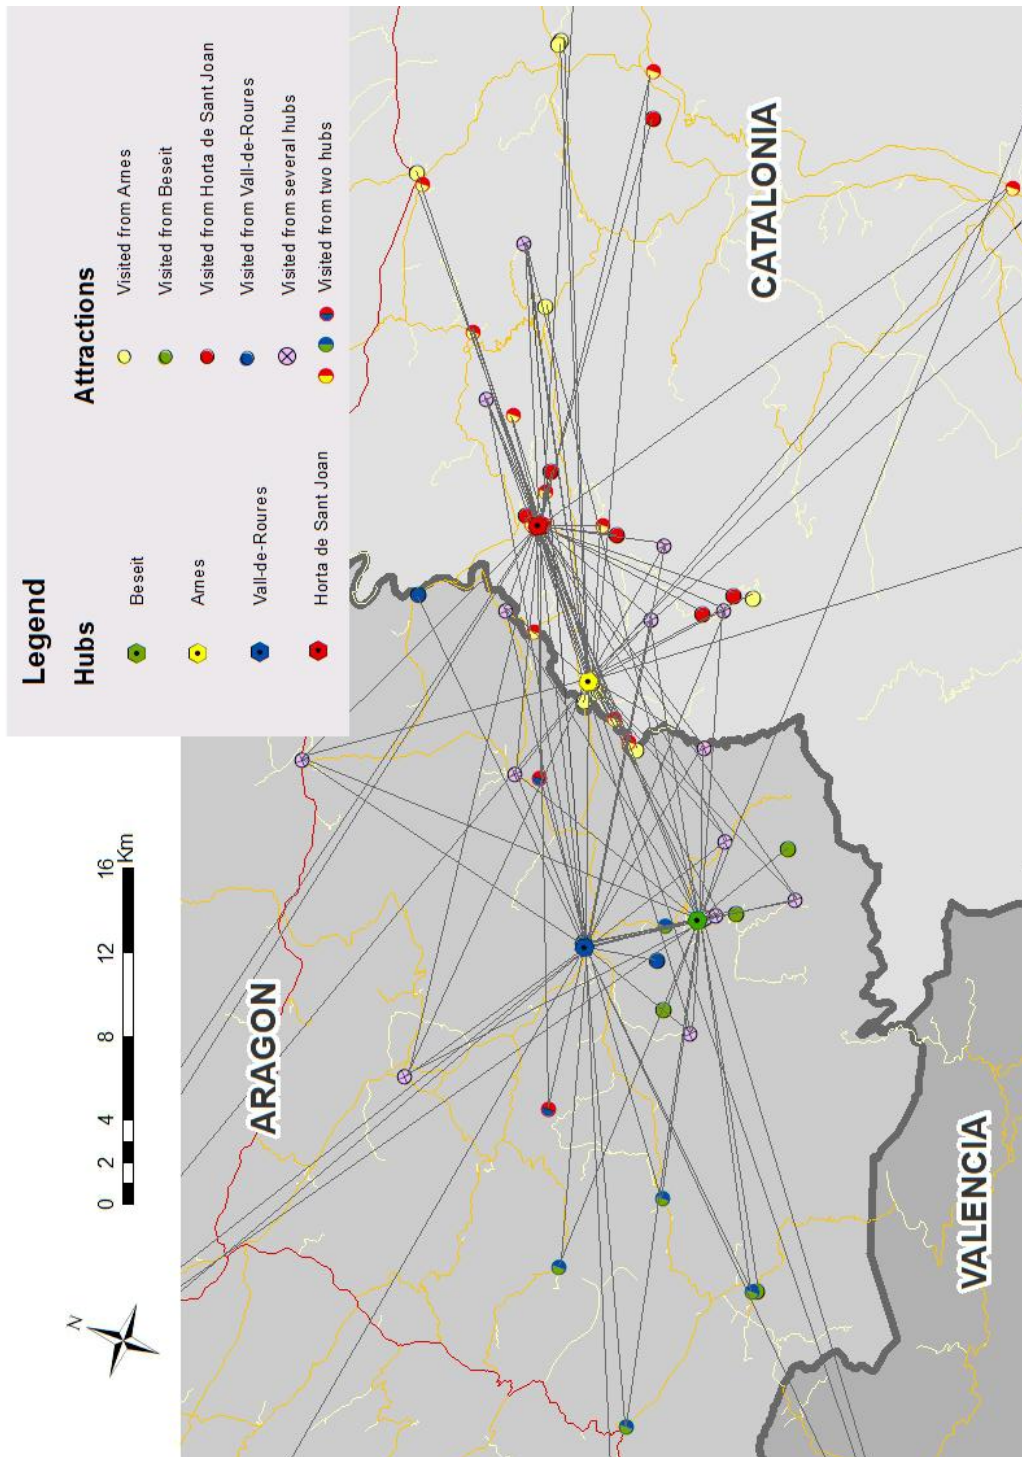 Legend
Hubs
Beseit
Arnes
Vall-de-Roures
Horta de Sant Joan
Attractions
Visited from Arnes
Visited from Beseit
Visited from Horta de Sant Joan
Visited from Vall-de-Roures
Visited from several hubs
Visited from two hubs
N
0 2 4 8 12 16
Km
ARAGON
CATALONIA
VALENCIA